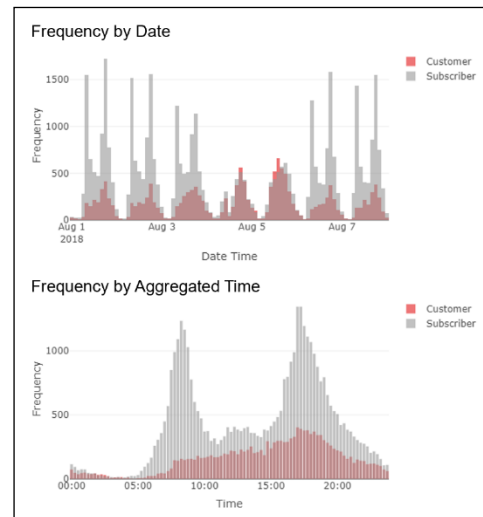 Frequency by Date
Customer
Subscriber
1500
1000
500
0
Frequency
Aug 1
2018
Aug 3
Aug 5
Aug 7
Date Time
Frequency by Aggregated Time
Customer
Subscriber
1000
500
0
Frequency
00:00
05:00
10:00
15:00
20:00
Time